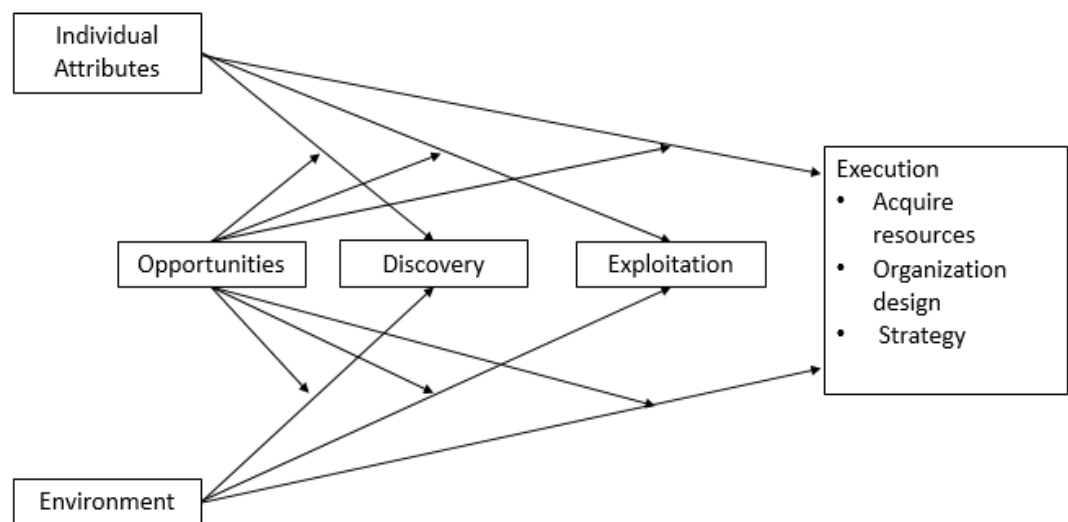 Individual
Attributes
Execution
• Acquire
resources
• Organization
design
• Strategy
Opportunities
Discovery
Exploitation
Environment